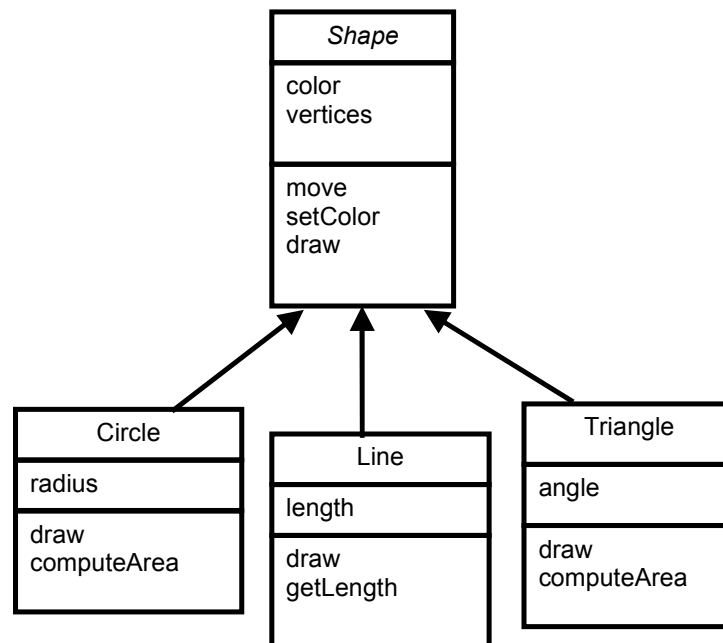 Shape
color
vertices
move
setColor
draw
Circle
radius
draw
computeArea
Line
length
draw
getLength
Triangle
angle
draw
computeArea